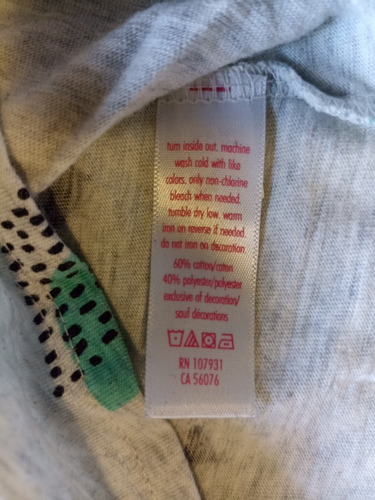 turn inside out. machine
wash cold with like
colors. only non-chlorine
bleach when needed.
tumble dry low. warm
iron on reverse if needed.
do not iron on decoration.
60% cotton/coton
40% polyester/polyester
exclusive of decoration/
sauf décorations
RN 107931
CA 56076